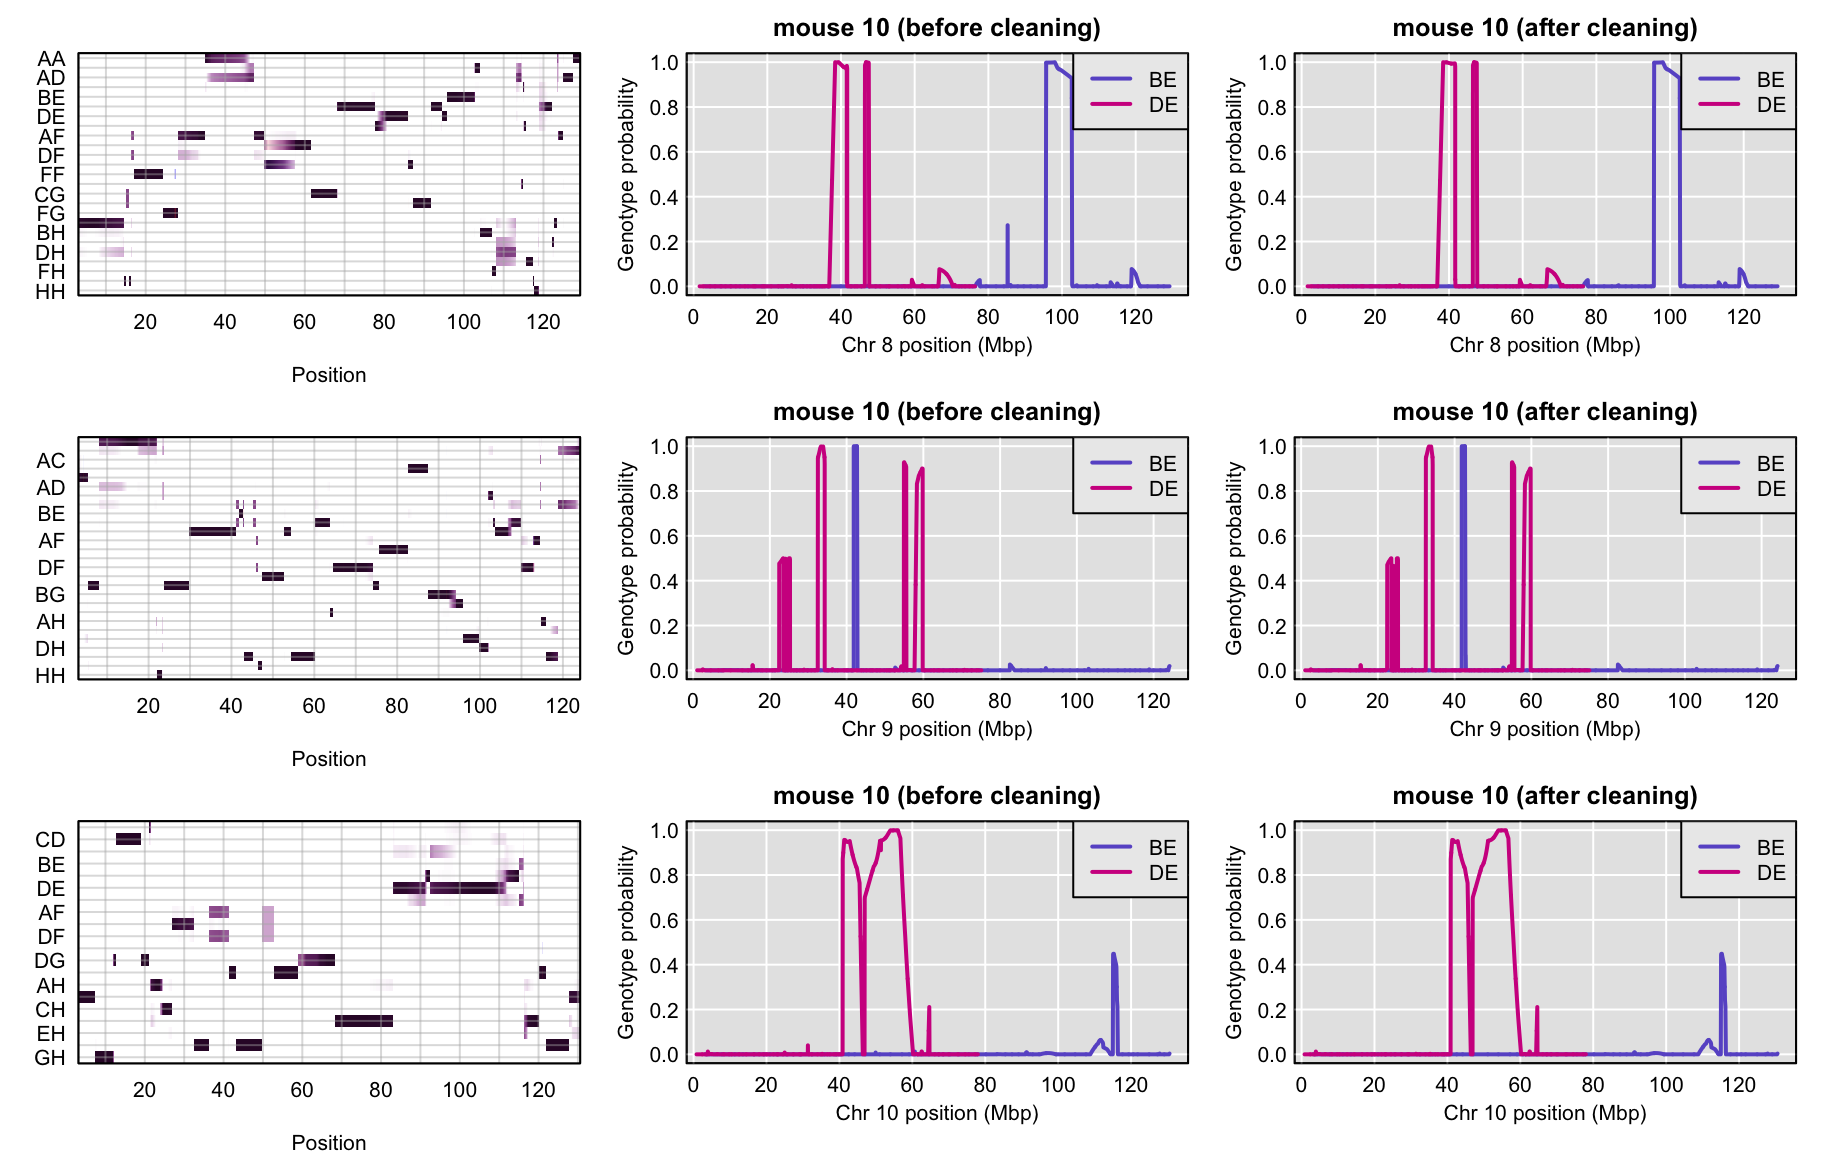 AA
AD
BE
DE
AF
DF
FF
CG
FG
BH
DH
FH
HH
20 40 60 80 100 120
Position
mouse 10 (before cleaning)
Genotype probability
1.0
0.8
0.6
0.4
0.2
0.0
BE
DE
0 20 40 60 80 100 120
Chr 8 position (Mbp)
mouse 10 (after cleaning)
Genotype probability
1.0
0.8
0.6
0.4
0.2
0.0
BE
DE
0 20 40 60 80 100 120
Chr 8 position (Mbp)
AC
AD
BE
AF
DF
BG
AH
DH
HH
20 40 60 80 100 120
Position
mouse 10 (before cleaning)
Genotype probability
1.0
0.8
0.6
0.4
0.2
0.0
BE
DE
0 20 40 60 80 100 120
Chr 9 position (Mbp)
mouse 10 (after cleaning)
Genotype probability
1.0
0.8
0.6
0.4
0.2
0.0
BE
DE
0 20 40 60 80 100 120
Chr 9 position (Mbp)
CD
BE
DE
AF
DF
DG
AH
CH
EH
GH
20 40 60 80 100 120
Position
mouse 10 (before cleaning)
Genotype probability
1.0
0.8
0.6
0.4
0.2
0.0
BE
DE
0 20 40 60 80 100 120
Chr 10 position (Mbp)
mouse 10 (after cleaning)
Genotype probability
1.0
0.8
0.6
0.4
0.2
0.0
BE
DE
0 20 40 60 80 100 120
Chr 10 position (Mbp)